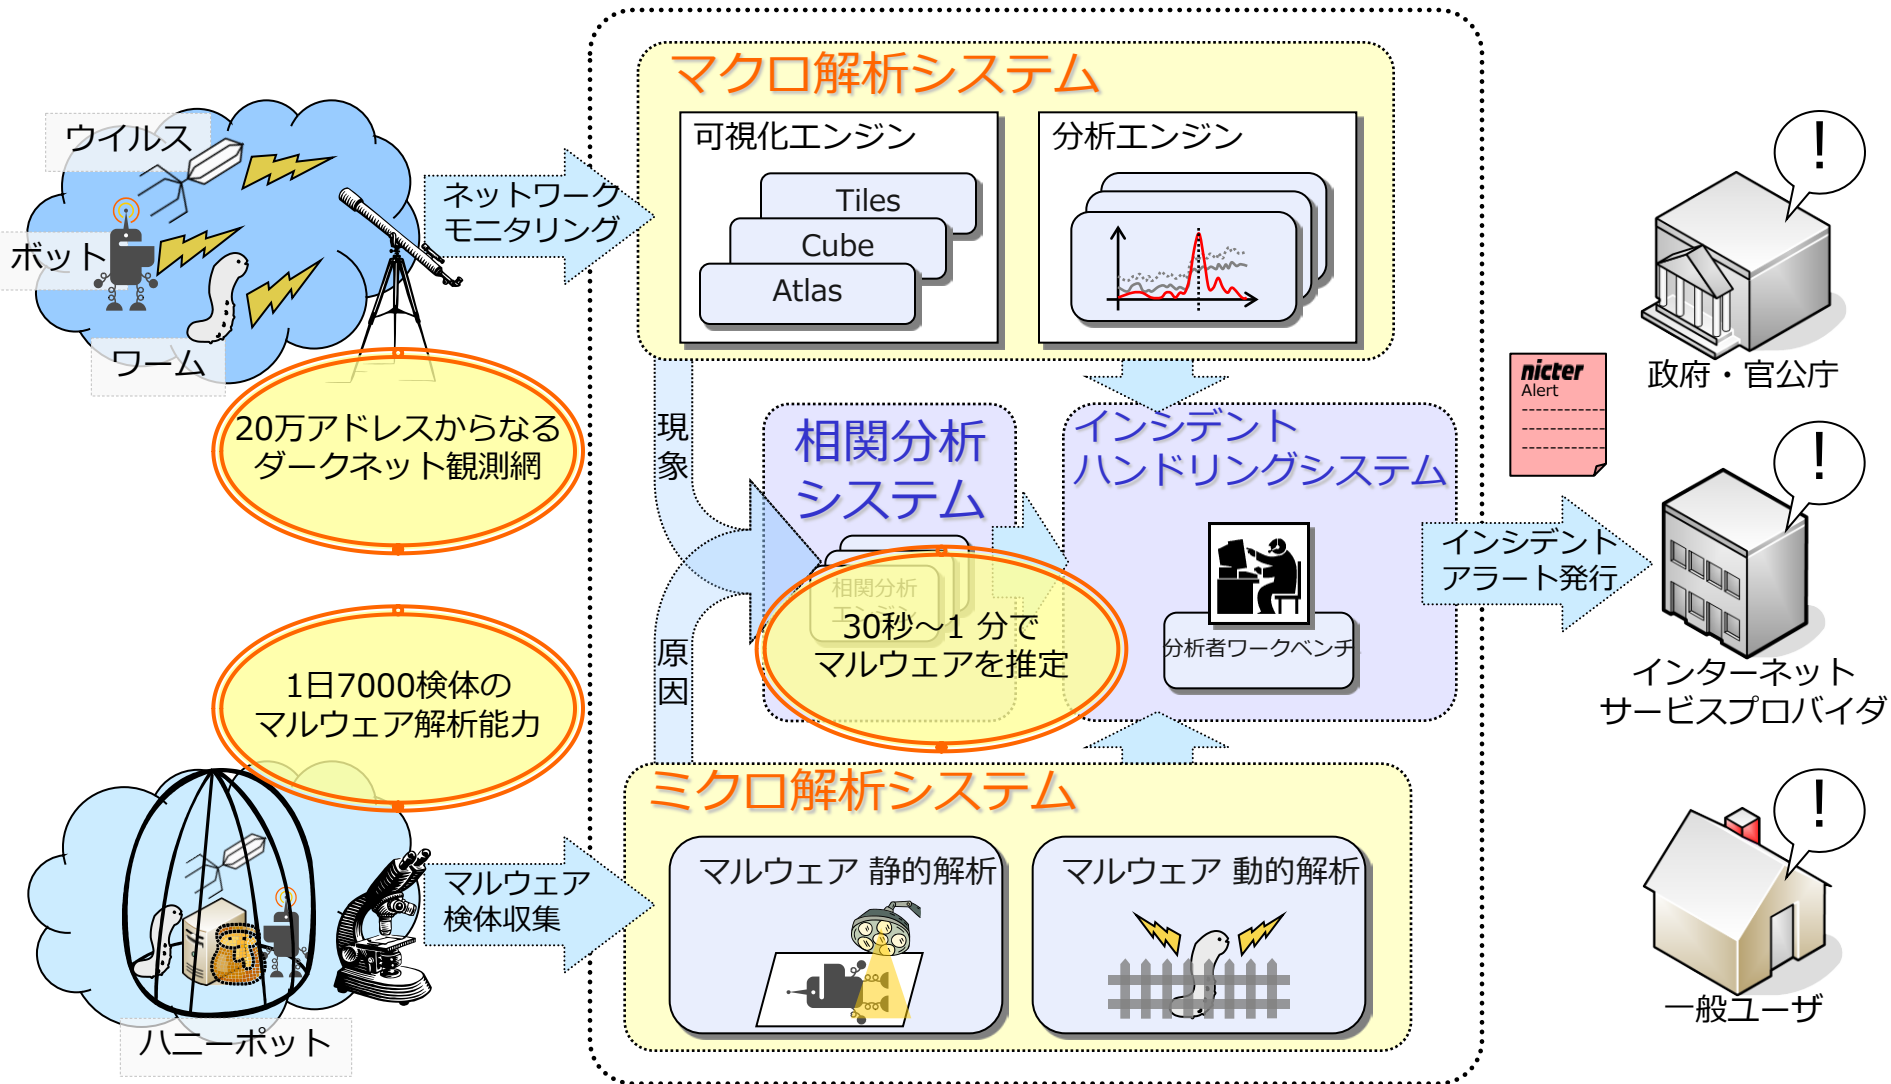 マクロ解析システム
可視化エンジン
Tiles
Cube
Atlas
分析エンジン
ウイルス
ボット
ワーム
ネットワーク
モニタリング
20万アドレスからなる
ダークネット観測網
現象
相関分析
システム
相関分析
エンジン
30秒～1 分で
マルウェアを推定
インシデント
ハンドリングシステム
分析者ワークベンチ
nicter
Alert
インシデント
アラート発行
!
政府・官公庁
!
インターネット
サービスプロバイダ
!
一般ユーザ
1日7000検体の
マルウェア解析能力
原因
ミクロ解析システム
マルウェア 静的解析
マルウェア 動的解析
マルウェア
検体収集
ハニーポット